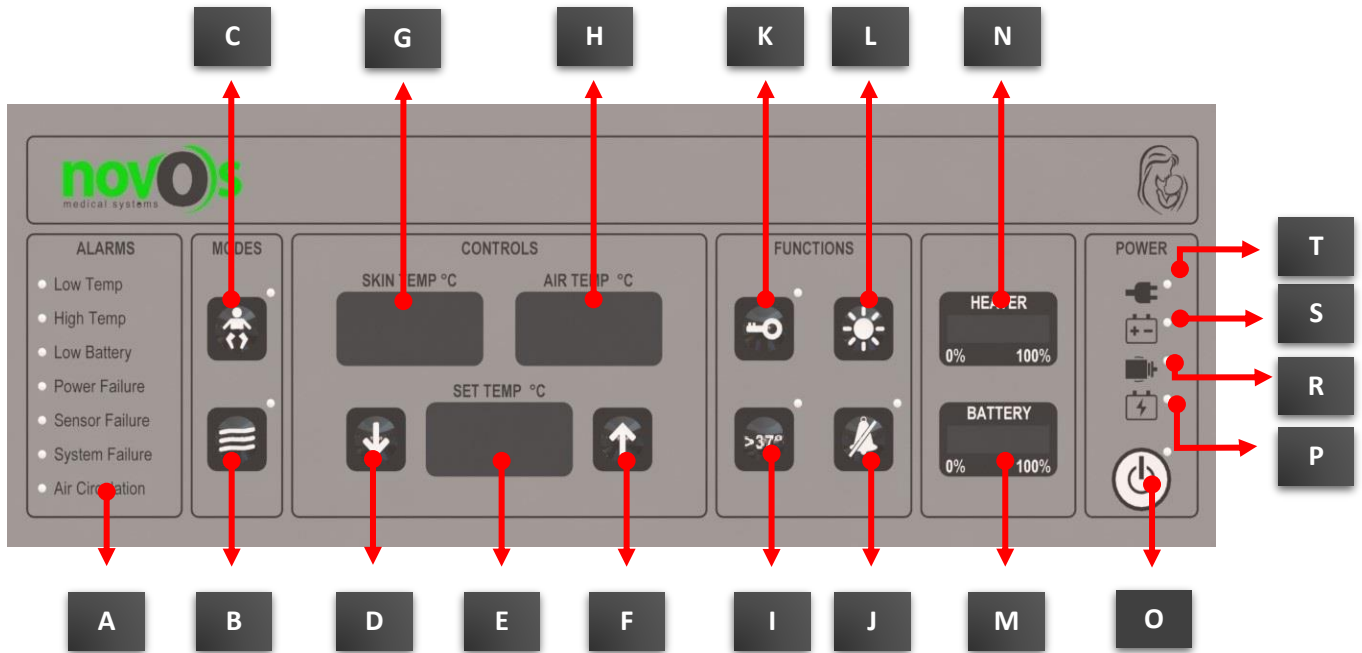 C G H K L N
novos
medical systems
ALARMS
Low Temp
High Temp
Low Battery
Power Failure
Sensor Failure
System Failure
Air Circulation
MODES
CONTROLS
SKIN TEMP °C
AIR TEMP °C
SET TEMP °C
FUNCTIONS
>37°
HEATER
0% 100%
BATTERY
0% 100%
POWER
T
S
R
P
A B D E F I J M O